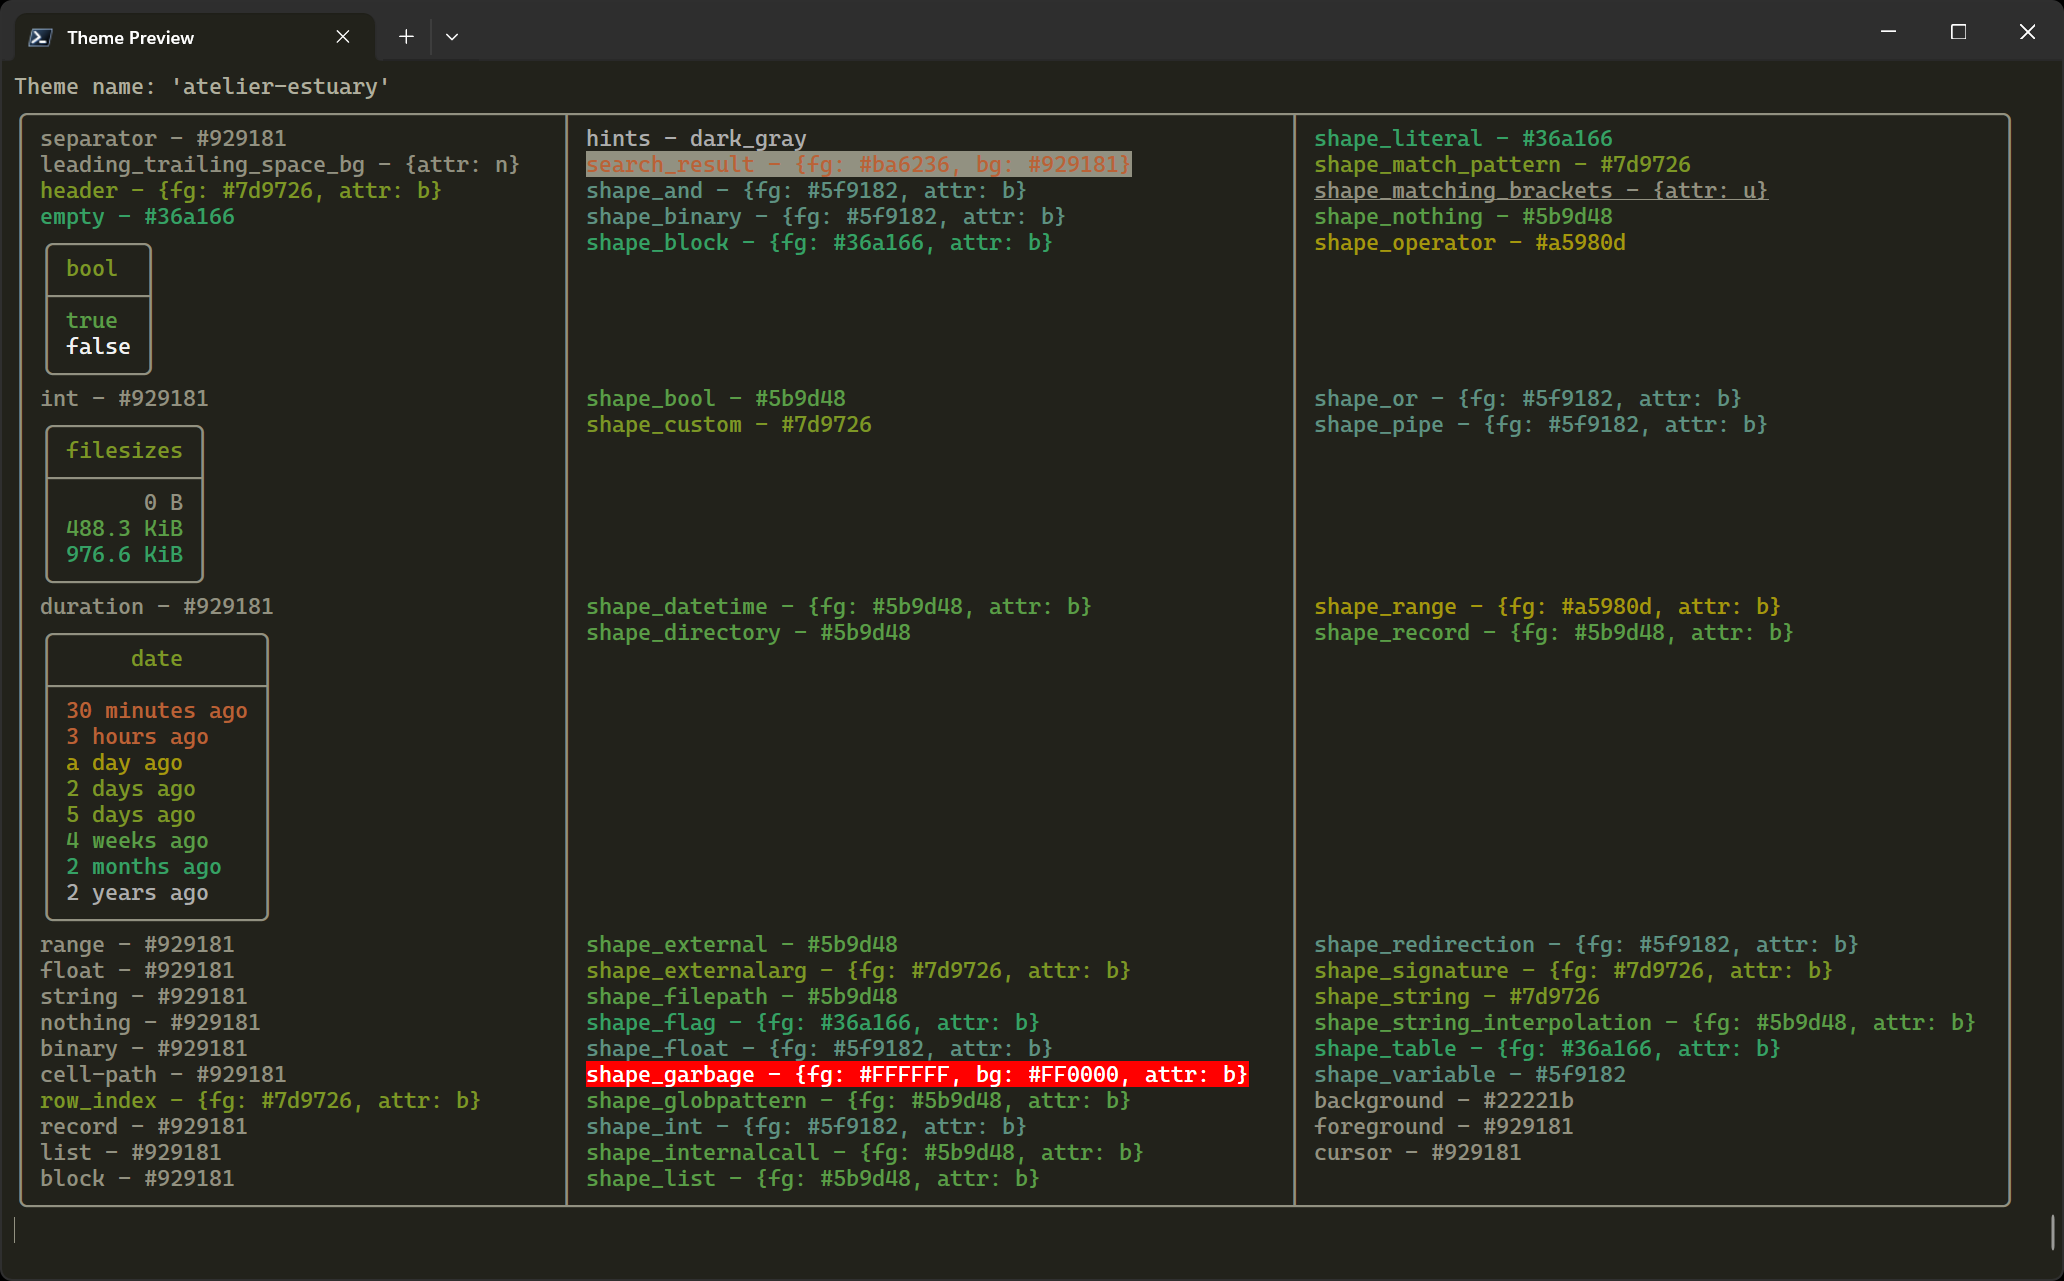 Theme Preview
Theme name: 'atelier-estuary'
separator - #929181
leading_trailing_space_bg - {attr: n}
header - {fg: #7d9726, attr: b}
empty - #36a166
bool
true
false
int - #929181
filesizes
0 B
488.3 KiB
976.6 KiB
duration - #929181
date
30 minutes ago
3 hours ago
a day ago
2 days ago
5 days ago
4 weeks ago
2 months ago
2 years ago
range - #929181
float - #929181
string - #929181
nothing - #929181
binary - #929181
cell-path - #929181
row_index - {fg: #7d9726, attr: b}
record - #929181
list - #929181
block - #929181
hints - dark_gray
search_result - {fg: #ba6236, bg: #929181}
shape_and - {fg: #5f9182, attr: b}
shape_binary - {fg: #5f9182, attr: b}
shape_block - {fg: #36a166, attr: b}
shape_bool - #5b9d48
shape_custom - #7d9726
shape_datetime - {fg: #5b9d48, attr: b}
shape_directory - #5b9d48
shape_external - #5b9d48
shape_externalarg - {fg: #7d9726, attr: b}
shape_filepath - #5b9d48
shape_flag - {fg: #36a166, attr: b}
shape_float - {fg: #5f9182, attr: b}
shape_garbage - {fg: #FFFFFF, bg: #FF0000, attr: b}
shape_globpattern - {fg: #5b9d48, attr: b}
shape_int - {fg: #5f9182, attr: b}
shape_internalcall - {fg: #5b9d48, attr: b}
shape_list - {fg: #5b9d48, attr: b}
shape_literal - #36a166
shape_match_pattern - #7d9726
shape_matching_brackets - {attr: u}
shape_nothing - #5b9d48
shape_operator - #a5980d
shape_or - {fg: #5f9182, attr: b}
shape_pipe - {fg: #5f9182, attr: b}
shape_range - {fg: #a5980d, attr: b}
shape_record - {fg: #5b9d48, attr: b}
shape_redirection - {fg: #5f9182, attr: b}
shape_signature - {fg: #7d9726, attr: b}
shape_string - #7d9726
shape_string_interpolation - {fg: #5b9d48, attr: b}
shape_table - {fg: #36a166, attr: b}
shape_variable - #5f9182
background - #22221b
foreground - #929181
cursor - #929181